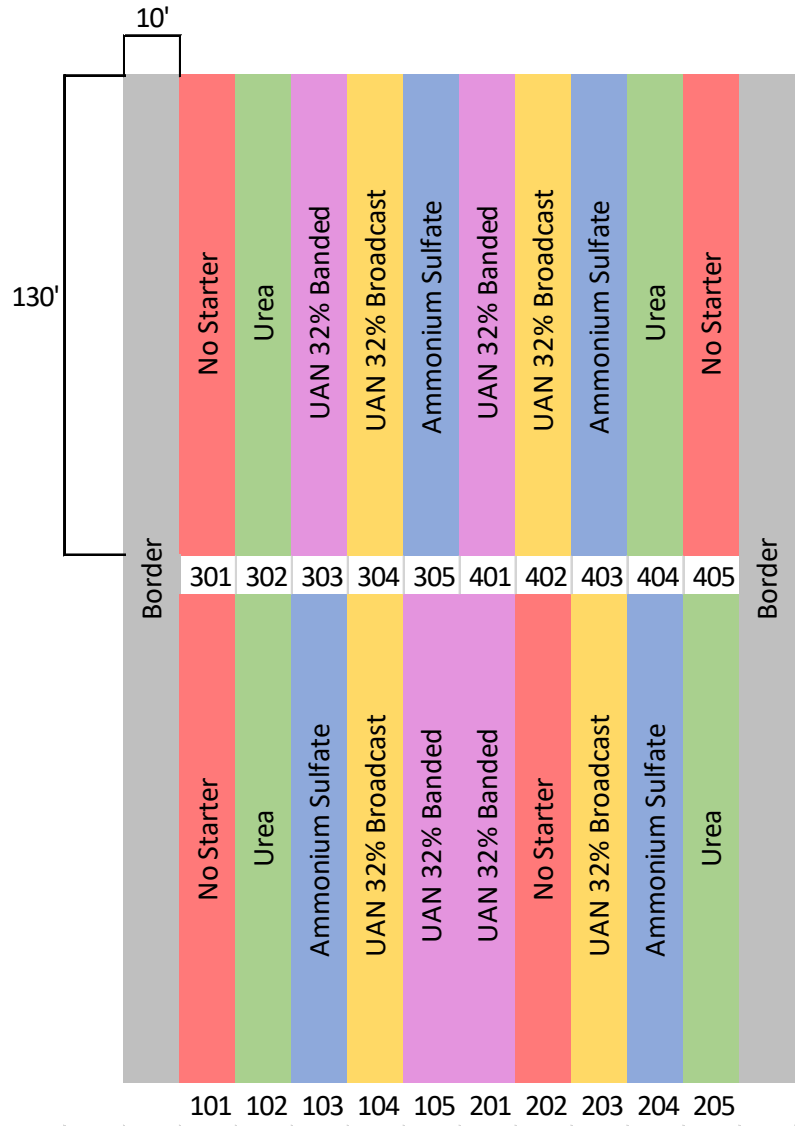 10'
130'
Border
No Starter
Urea
UAN 32% Banded
UAN 32% Broadcast
Ammonium Sulfate
UAN 32% Banded
UAN 32% Broadcast
Ammonium Sulfate
Urea
No Starter
Border
301 302 303 304 305 401 402 403 404 405
No Starter
Urea
Ammonium Sulfate
UAN 32% Broadcast
UAN 32% Banded
UAN 32% Banded
No Starter
UAN 32% Broadcast
Ammonium Sulfate
Urea
101 102 103 104 105 201 202 203 204 205